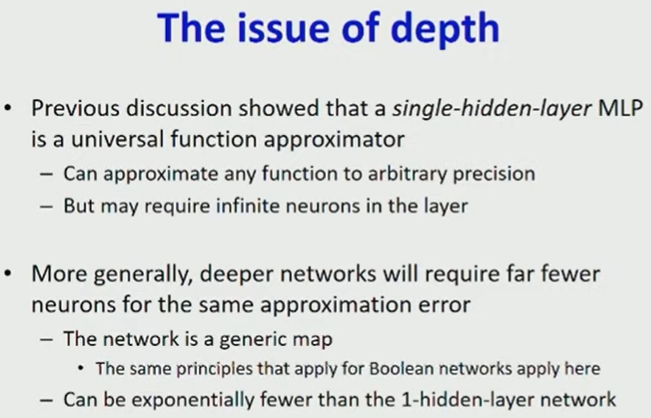 The issue of depth
• Previous discussion showed that a single-hidden-layer MLP
is a universal function approximator
– Can approximate any function to arbitrary precision
– But may require infinite neurons in the layer
• More generally, deeper networks will require far fewer
neurons for the same approximation error
– The network is a generic map
• The same principles that apply for Boolean networks apply here
– Can be exponentially fewer than the 1-hidden-layer network